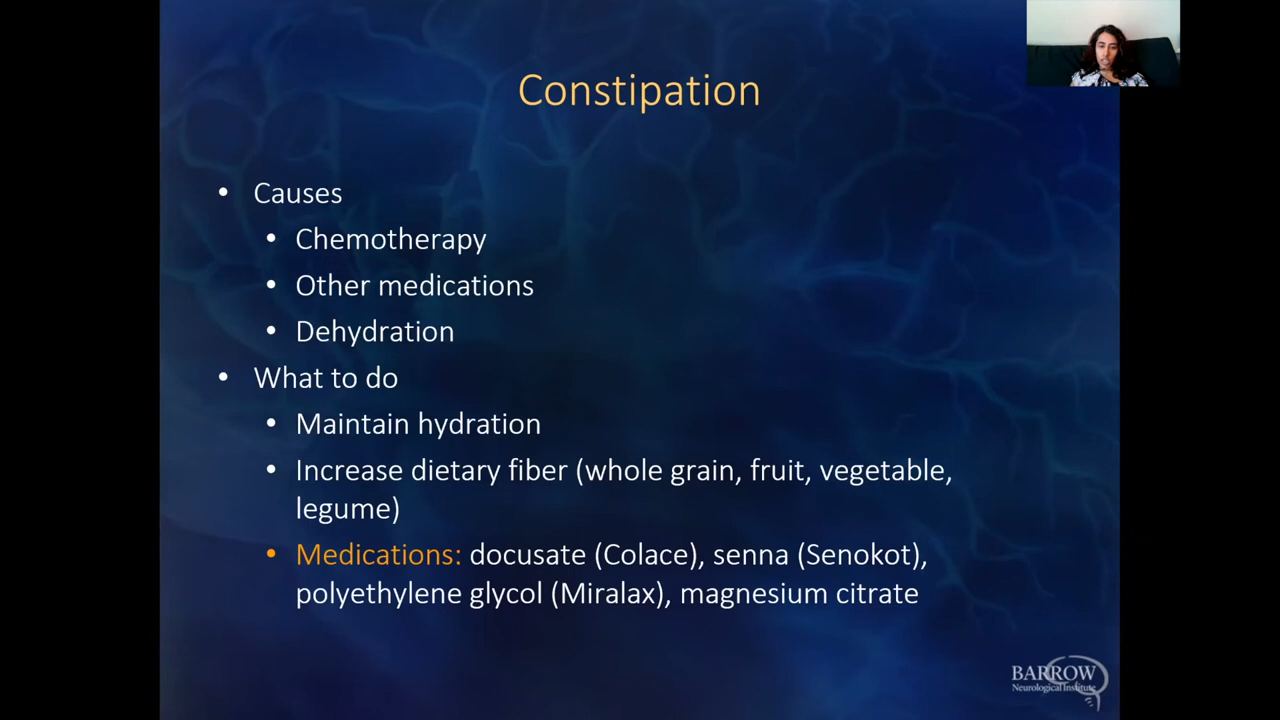 Constipation
• Causes
• Chemotherapy
• Other medications
• Dehydration
• What to do
• Maintain hydration
• Increase dietary fiber (whole grain, fruit, vegetable,
legume)
• Medications: docusate (Colace), senna (Senokot),
polyethylene glycol (Miralax), magnesium citrate
BARROW
Neurological Institute